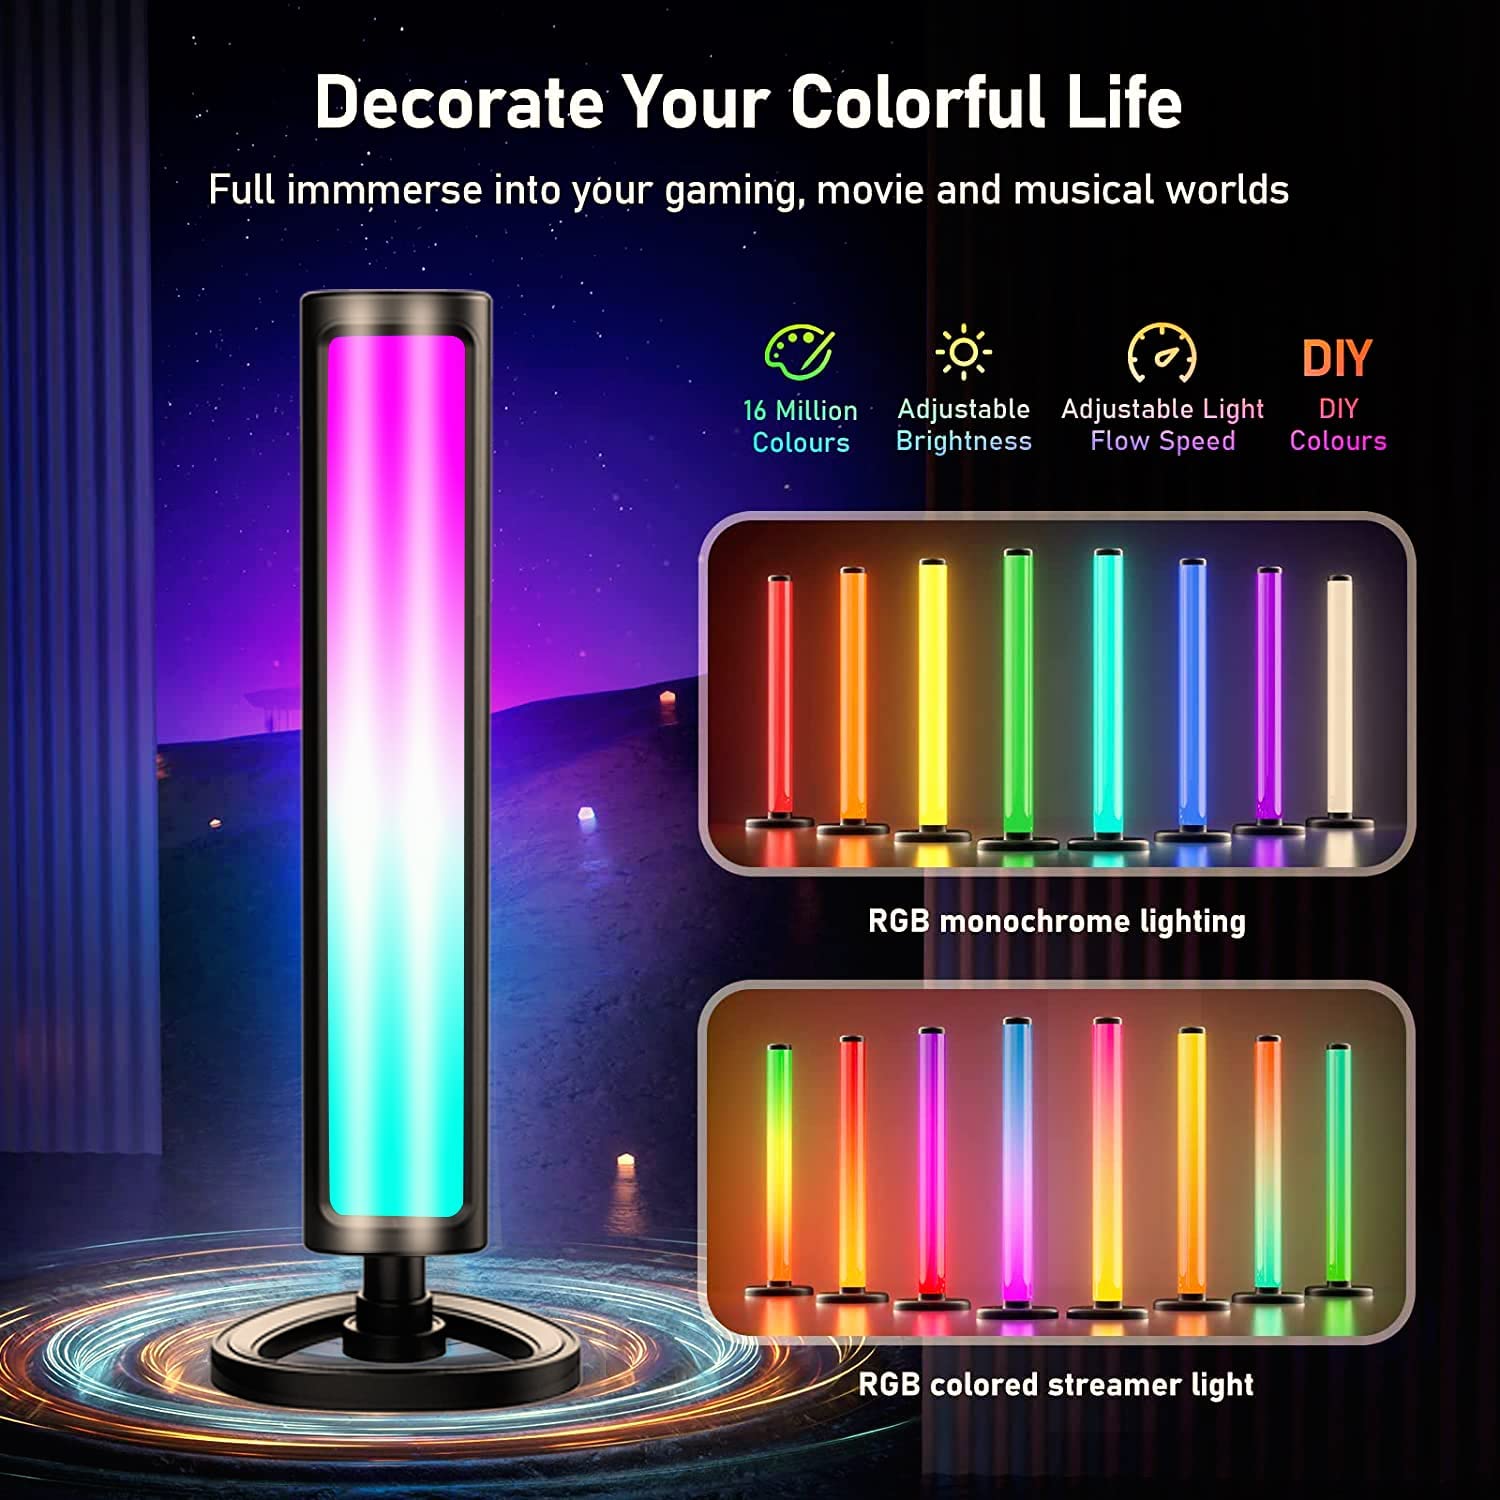 Decorate Your Colorful Life
Full immmerse into your gaming, movie and musical worlds
DIY
16 Million
Colours
Adjustable
Brightness
Adjustable Light
Flow Speed
DIY
Colours
RGB monochrome lighting
RGB colored streamer light